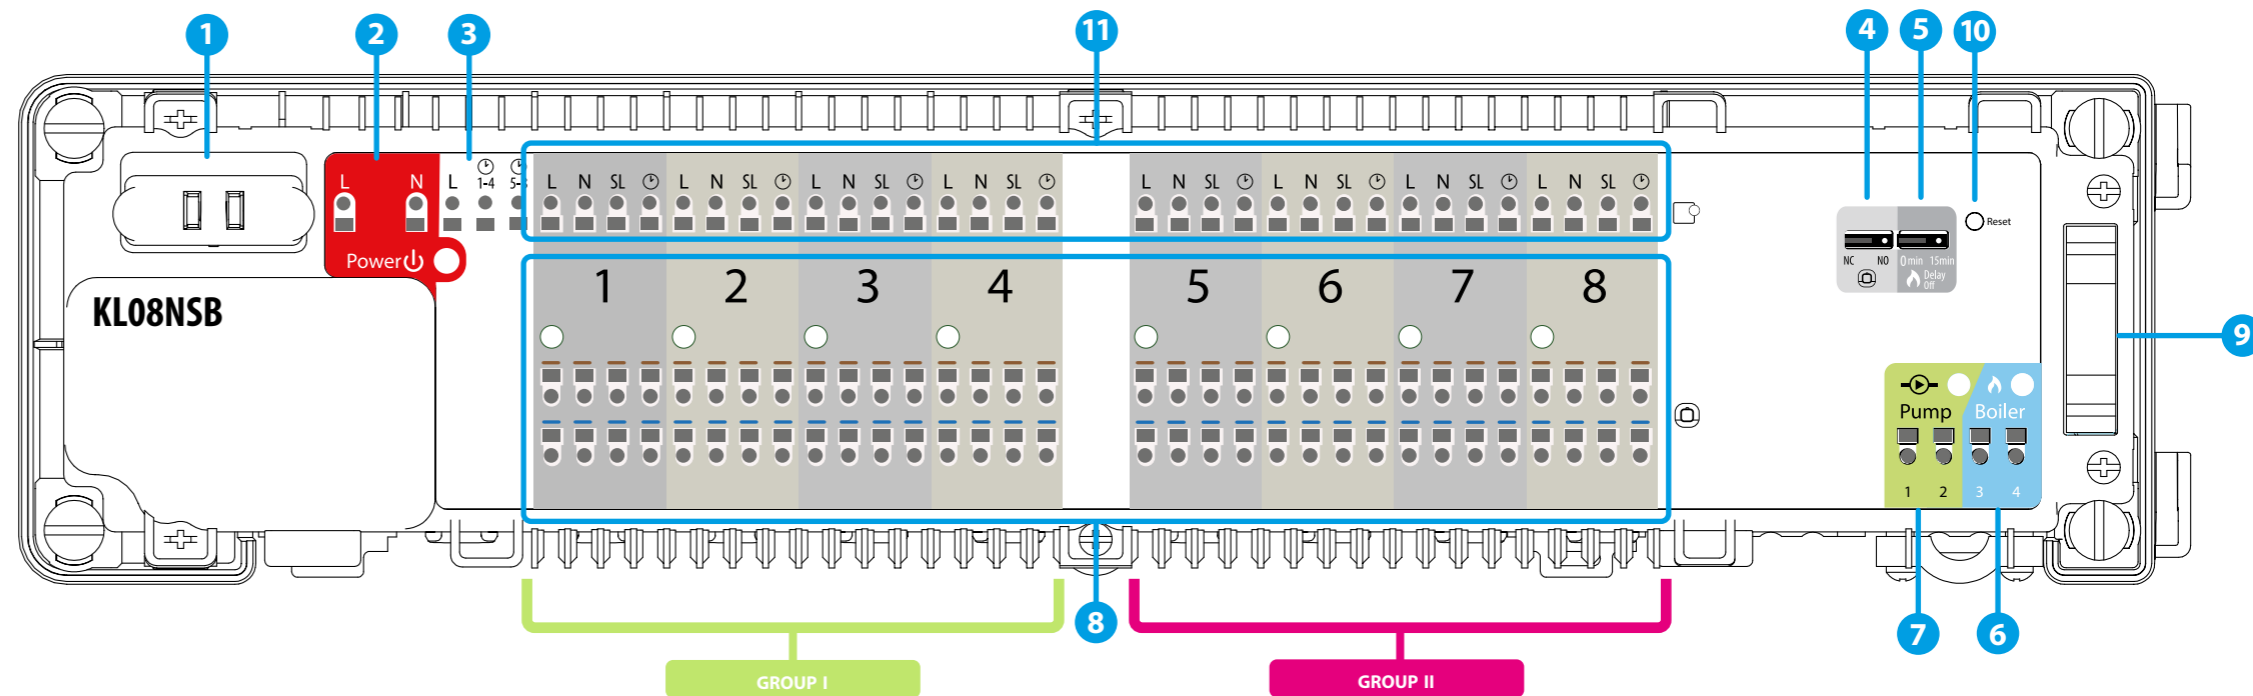 1 2 3 11 4 5 10
L N L 1-4 5-8 L N SL L N SL L N SL L N SL L N SL L N SL L N SL L N SL
Reset
Power
NC NO 0 min 15min
Delay
Off
1 2 3 4 5 6 7 8
KL08NSB
9
Pump Boiler
1 2 3 4
8 7 6
GROUP I GROUP II